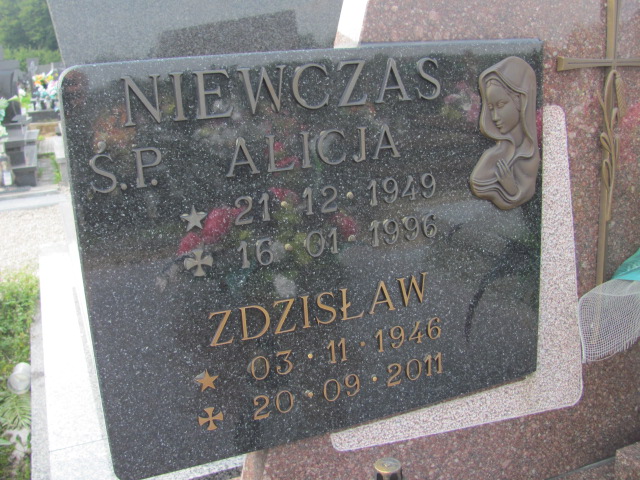 NIEWCZAS
Ś.P. ALICJA
21·12·1949
16·01·1996
ZDZISŁAW
03·11·1946
20·09·2011